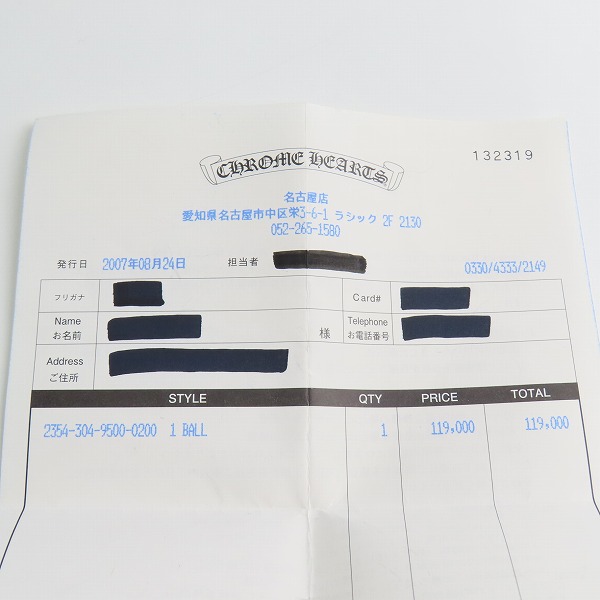 CHROME HEARTS
132319
名古屋店
愛知県名古屋市中区栄3-6-1 ラシック 2F 2130
052-265-1580
発行日 2007年08月24日 担当者 0330/4333/2149
フリガナ Card#
Name
お名前 様
Telephone
お電話番号
Address
ご住所
STYLE QTY PRICE TOTAL
2354-304-9500-0200 1 BALL 1 119,000 119,000